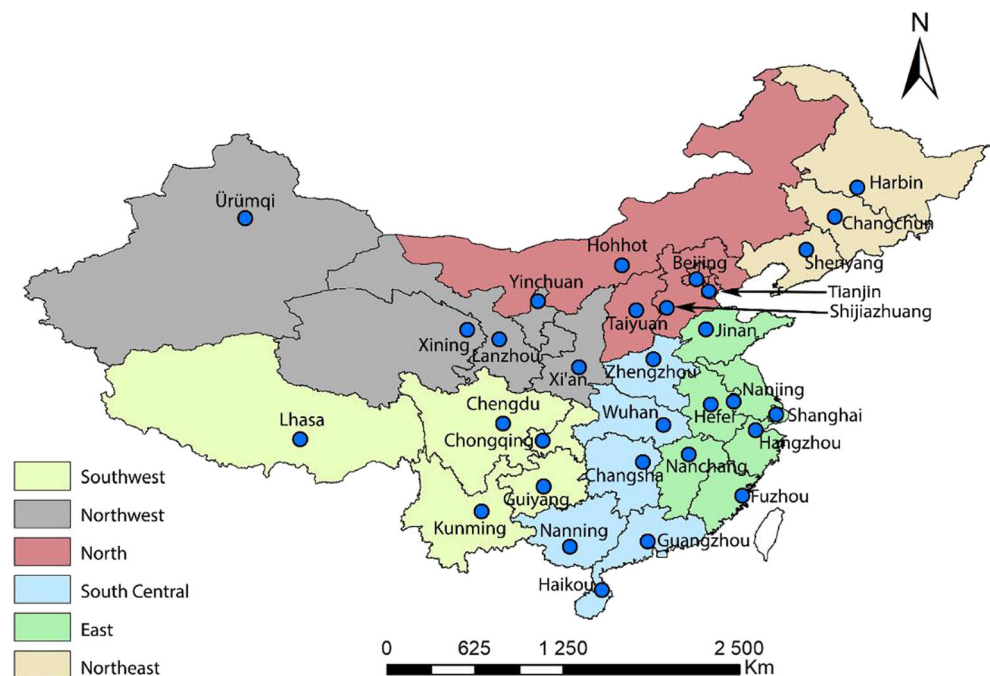 N
Harbin
Ürümqi
Changchun
Hohhot
Beijing
Shenyang
Yinchuan
Tianjin
Shijiazhuang
Taiyuan
Jinan
Xining
Lanzhou
Zhengzhou
Xi'an
Nanjing
Chengdu
Wuhan
Hefei
Shanghai
Lhasa
Chongqing
Hangzhou
Nanchang
Changsha
Guiyang
Fuzhou
Kunming
Nanning
Guangzhou
Haikou
Southwest
Northwest
North
South Central
East
Northeast
0 625 1 250 2 500
Km